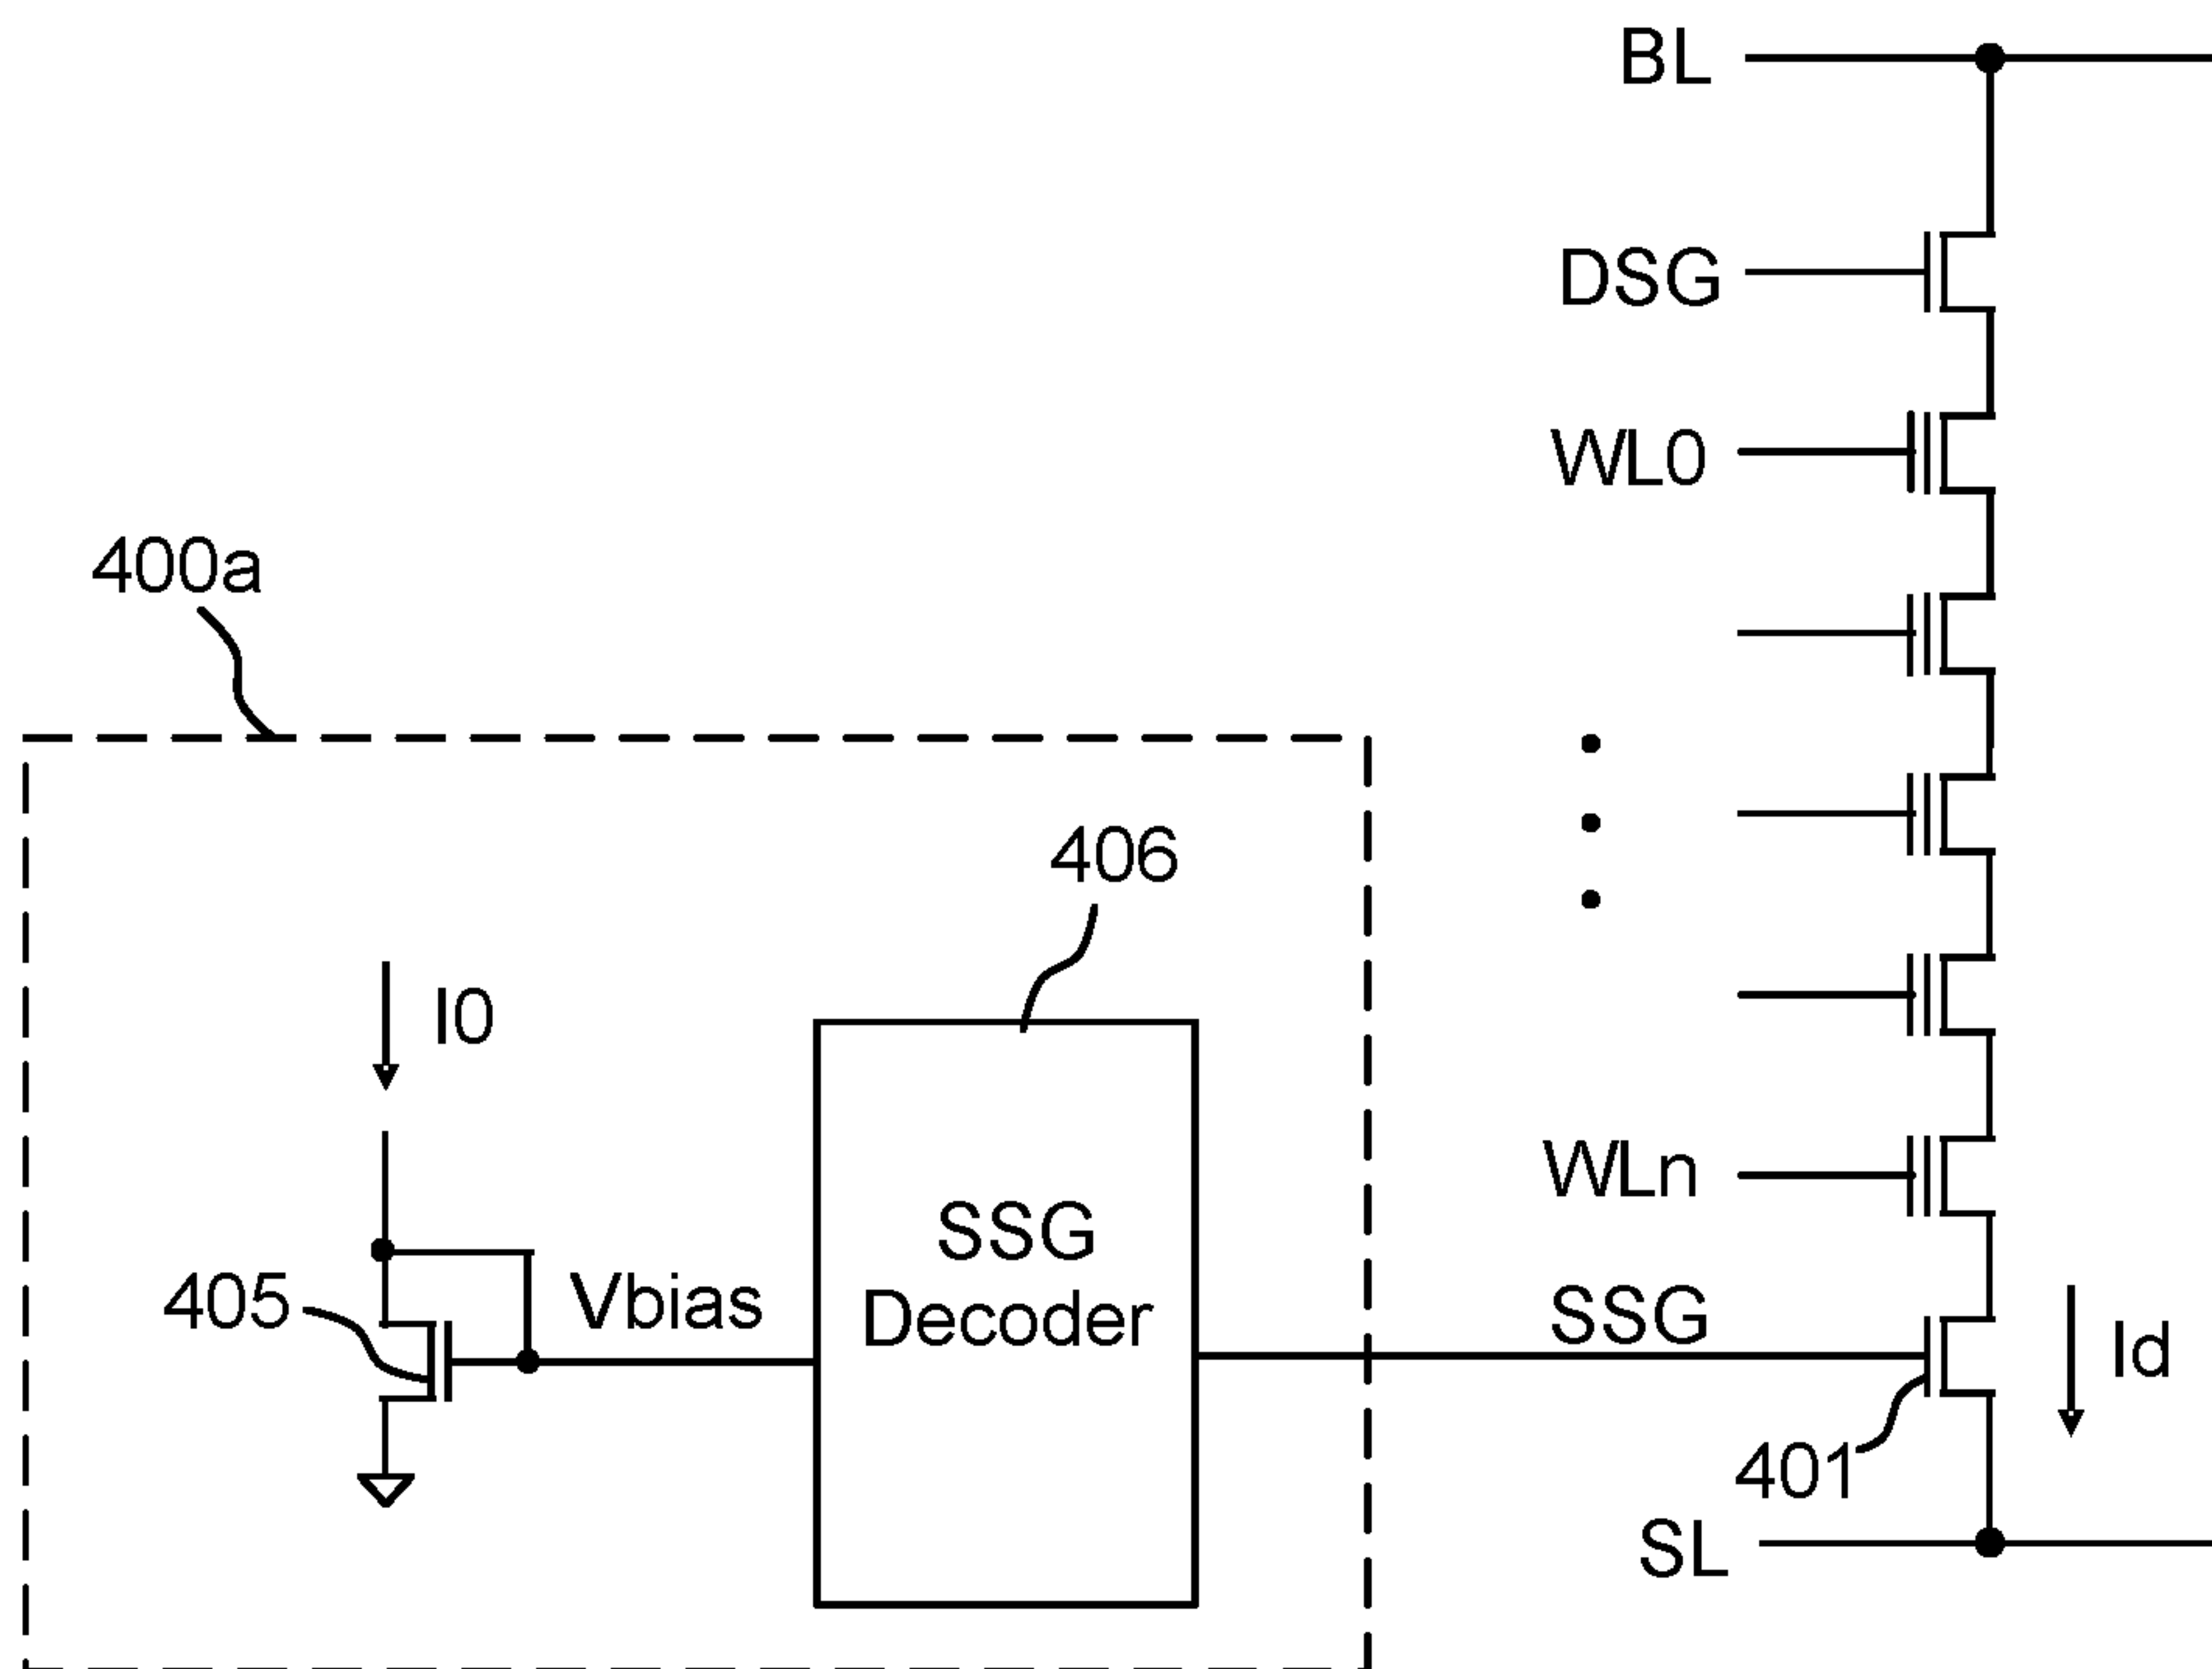 BL
DSG
WL0
400a
406
I0
WLn
SSG
Decoder
405
Vbias
SSG
Id
401
SL